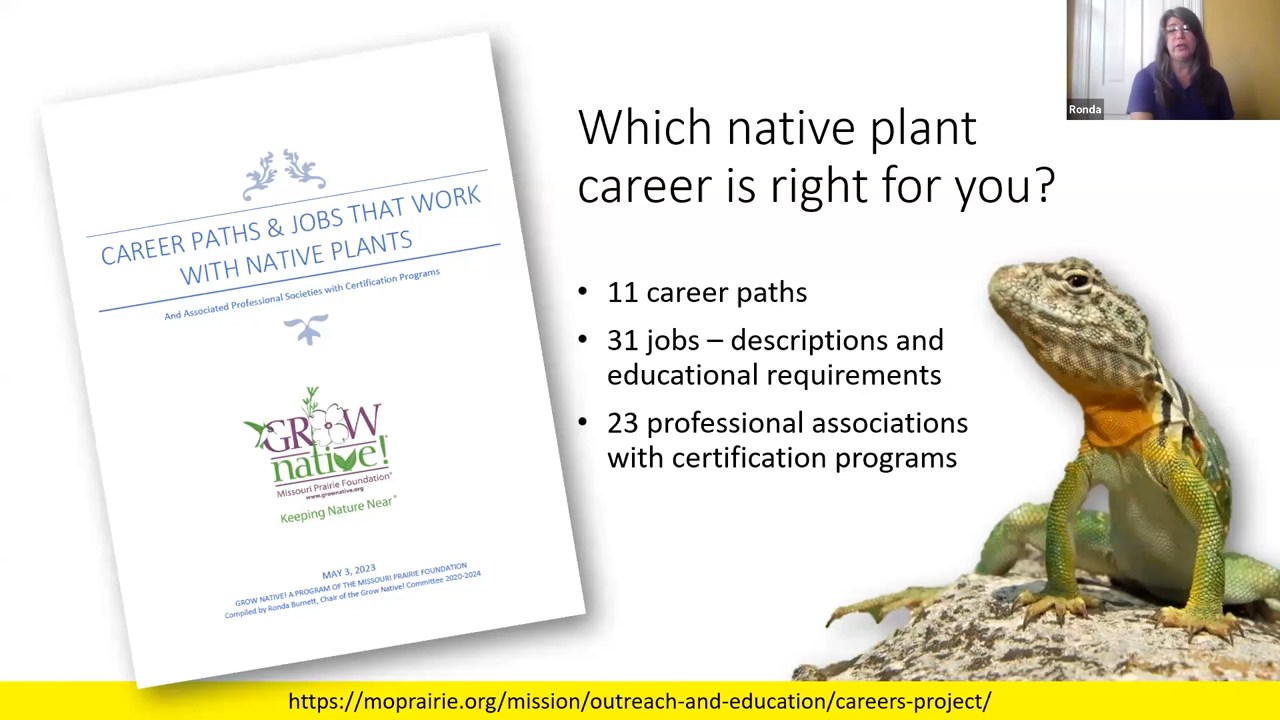 Ronda
Which native plant
career is right for you?
• 11 career paths
• 31 jobs – descriptions and
educational requirements
• 23 professional associations
with certification programs
CAREER PATHS & JOBS THAT WORK
WITH NATIVE PLANTS
And Associated Professional Societies with Certification Programs
GROW
native!®
Missouri Prairie Foundation®
www.grownative.org
Keeping Nature Near®
MAY 3, 2023
GROW NATIVE! A PROGRAM OF THE MISSOURI PRAIRIE FOUNDATION
Compiled by Ronda Burnett, Chair of the Grow Native! Committee 2020-2024
https://moprairie.org/mission/outreach-and-education/careers-project/